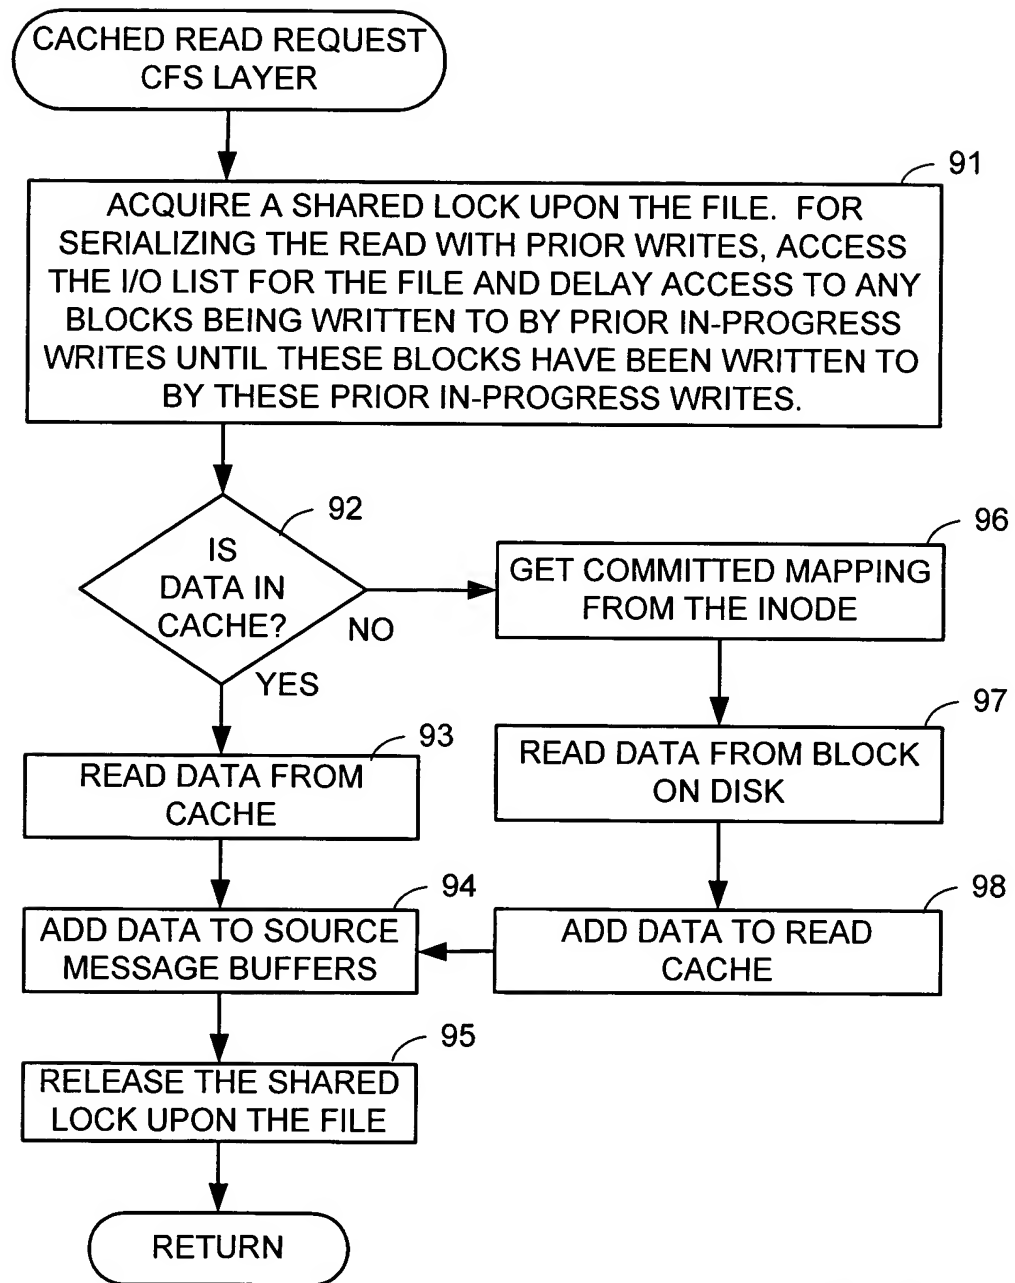 CACHED READ REQUEST
CFS LAYER
91
ACQUIRE A SHARED LOCK UPON THE FILE. FOR
SERIALIZING THE READ WITH PRIOR WRITES, ACCESS
THE I/O LIST FOR THE FILE AND DELAY ACCESS TO ANY
BLOCKS BEING WRITTEN TO BY PRIOR IN-PROGRESS
WRITES UNTIL THESE BLOCKS HAVE BEEN WRITTEN TO
BY THESE PRIOR IN-PROGRESS WRITES.
92
IS
DATA IN
CACHE?
NO
YES
96
GET COMMITTED MAPPING
FROM THE INODE
97
READ DATA FROM BLOCK
ON DISK
93
READ DATA FROM
CACHE
98
ADD DATA TO READ
CACHE
94
ADD DATA TO SOURCE
MESSAGE BUFFERS
95
RELEASE THE SHARED
LOCK UPON THE FILE
RETURN